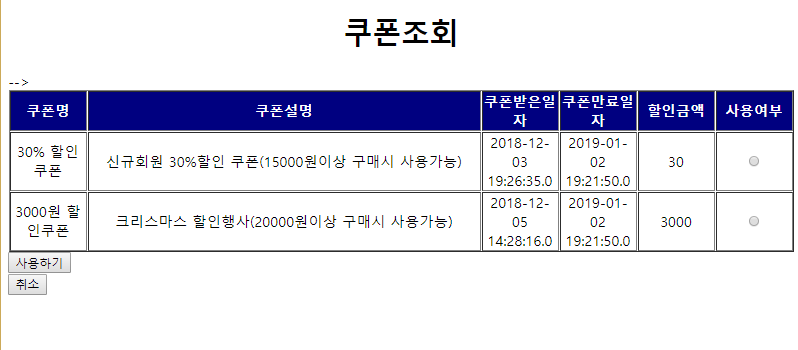 쿠폰조회
-->
쿠폰명 쿠폰설명 쿠폰받은일 쿠폰만료일 할인금액 사용여부
자 자
30% 할인 신규회원 30%할인 쿠폰(15000원이상 구매시 사용가능) 2018-12- 2019-01- 30
쿠폰 03 02
19:26:35.0 19:21:50.0
3000원 할 크리스마스 할인행사(20000원이상 구매시 사용가능) 2018-12- 2019-01- 3000
인쿠폰 05 02
14:28:16.0 19:21:50.0
사용하기
취소